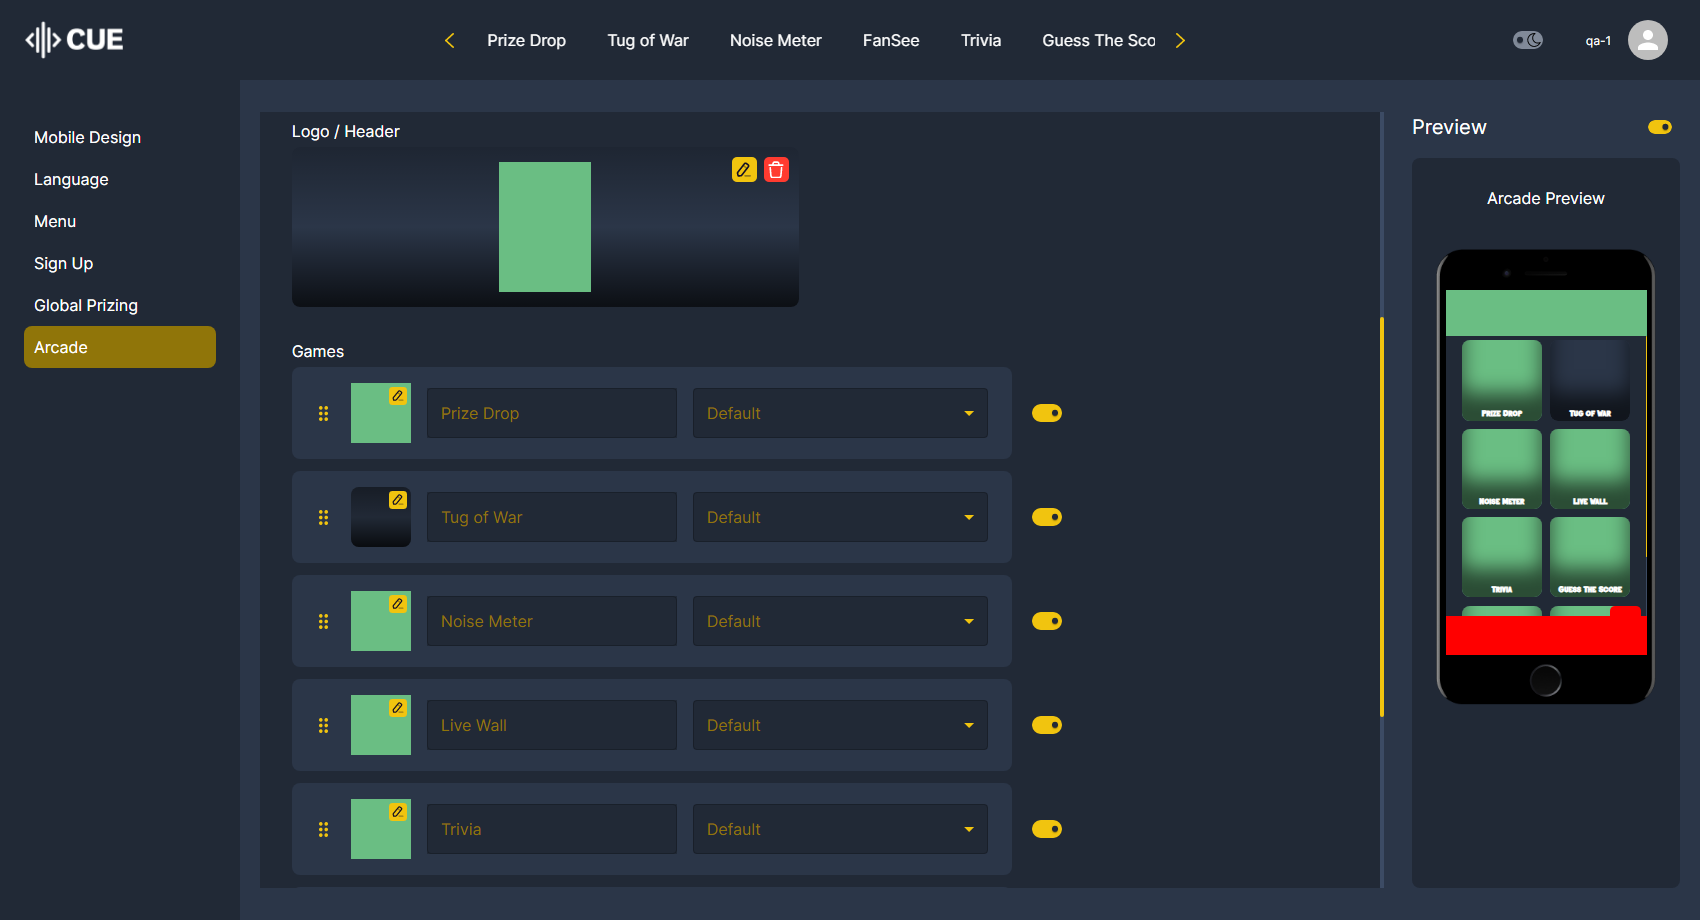 CUE
Prize Drop
Tug of War
Noise Meter
FanSee
Trivia
Guess The Sco
qa-1
Mobile Design
Language
Menu
Sign Up
Global Prizing
Arcade
Logo / Header
Games
Prize Drop
Default
Tug of War
Default
Noise Meter
Default
Live Wall
Default
Trivia
Default
Preview
Arcade Preview
Prize Drop
Tug of War
Noise Meter
Live Wall
Trivia
Guess The Score